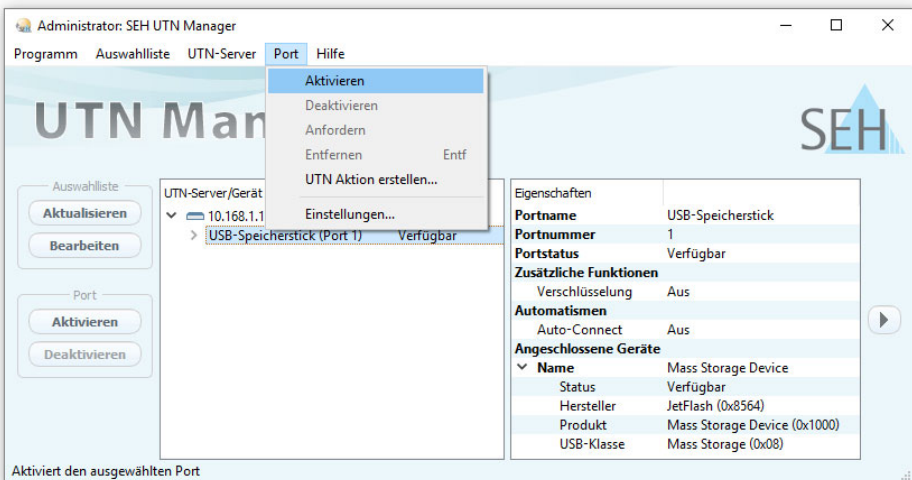 Administrator: SEH UTN Manager
Programm Auswahlliste UTN-Server Port Hilfe
Aktivieren
Deaktivieren
Anfordern
Entfernen Entf
UTN Aktion erstellen...
Einstellungen...
UTN Man
SEH
Auswahlliste
Aktualisieren
Bearbeiten
Port
Aktivieren
Deaktivieren
UTN-Server/Gerät
10.168.1.1
USB-Speicherstick (Port 1) Verfügbar
Eigenschaften
Portname USB-Speicherstick
Portnummer 1
Portstatus Verfügbar
Zusätzliche Funktionen
Verschlüsselung Aus
Automatismen
Auto-Connect Aus
Angeschlossene Geräte
Name Mass Storage Device
Status Verfügbar
Hersteller JetFlash (0x8564)
Produkt Mass Storage Device (0x1000)
USB-Klasse Mass Storage (0x08)
Aktiviert den ausgewählten Port